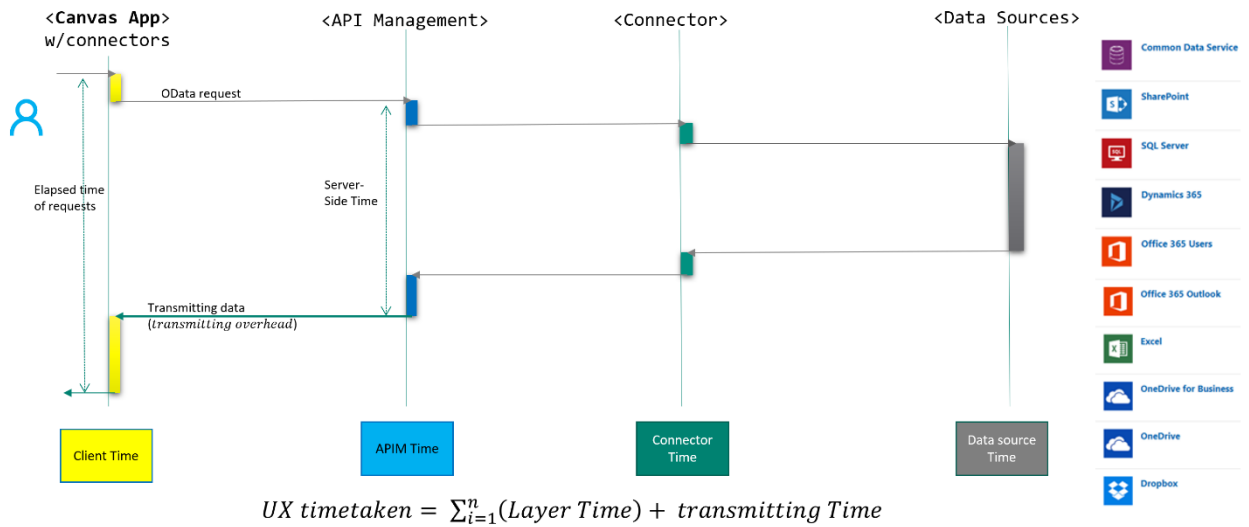 <Canvas App>
w/connectors
<API Management>
<Connector>
<Data Sources>
OData request
Elapsed time
of requests
Server-
Side Time
Transmitting data
(transmitting overhead)
Client Time
APIM Time
Connector
Time
Data source
Time
UX timetaken = ∑ⁿᵢ₌₁(Layer Time) + transmitting Time
Common Data Service
SharePoint
SQL
SQL Server
Dynamics 365
Office 365 Users
Office 365 Outlook
Excel
OneDrive for Business
OneDrive
Dropbox